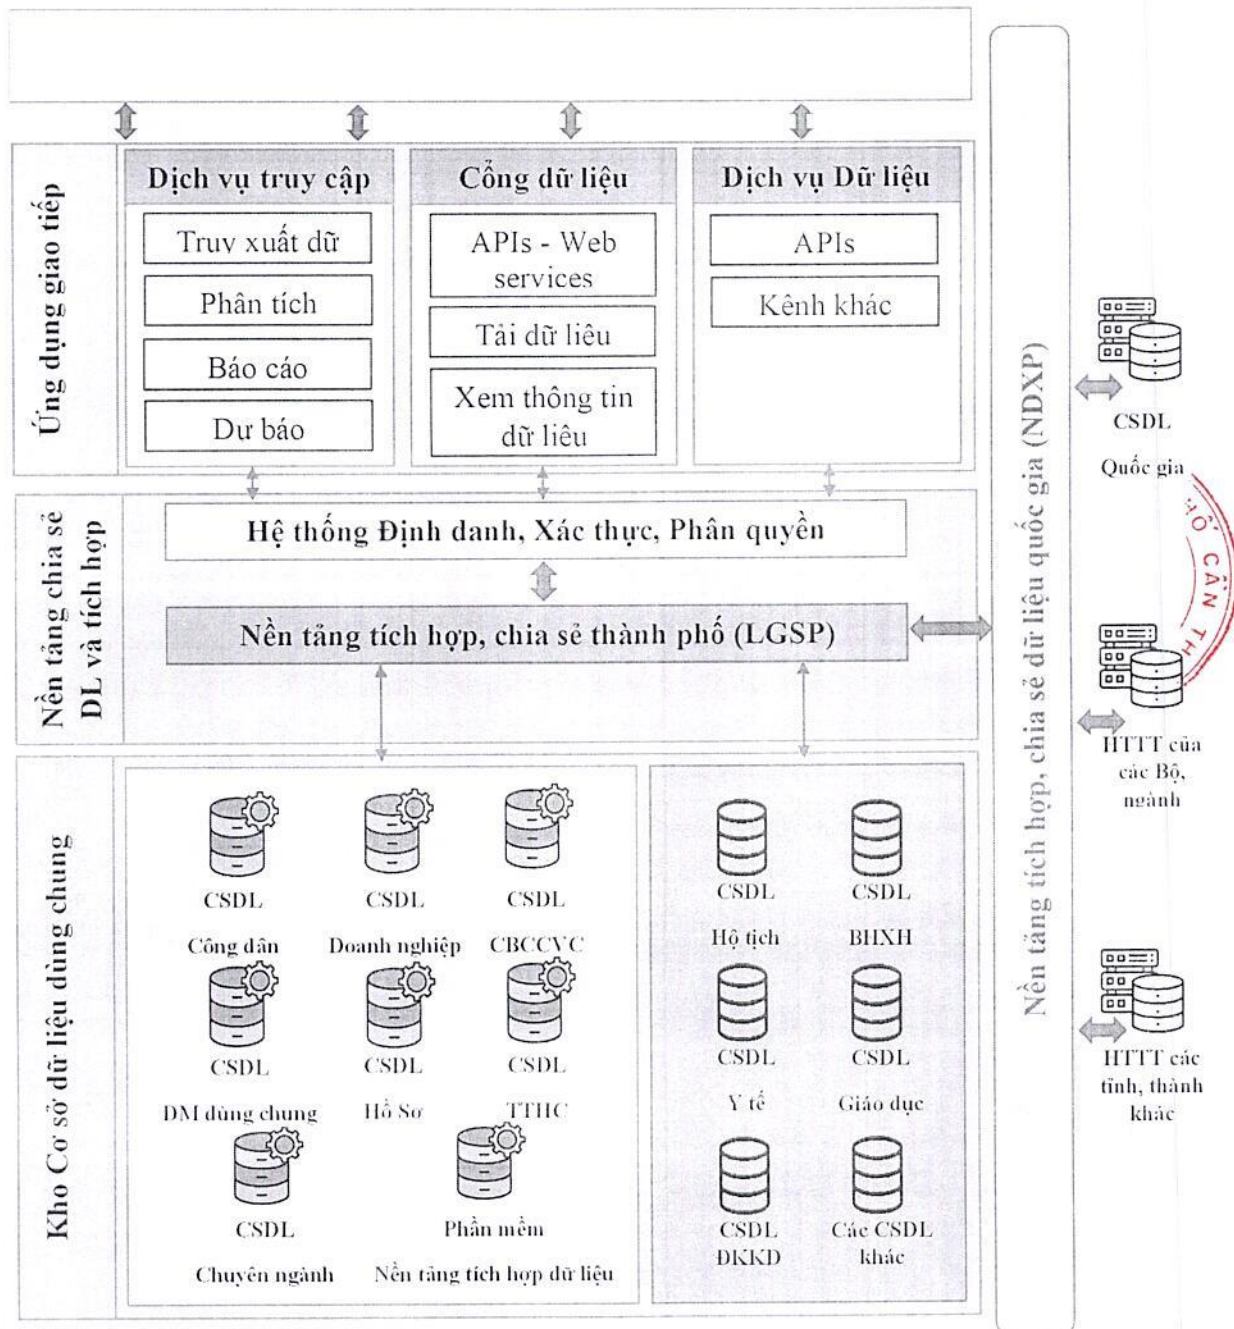 Ứng dụng giao tiếp
Dịch vụ truy cập
Truy xuất dữ
Phân tích
Báo cáo
Dư báo
Cổng dữ liệu
APIs - Web
services
Tải dữ liêu
Xem thông tin
dữ liêu
Dịch vụ Dữ liệu
APIs
Kênh khác
Nền tảng chia sẻ
DL và tích hợp
Hệ thống Định danh, Xác thực, Phân quyền
Nền tảng tích hợp, chia sẻ thành phố (LGSP)
Kho Cơ sở dữ liệu dùng chung
CSDL
Công dân
CSDL
Doanh nghiệp
CSDL
CBCCVC
CSDL
DM dùng chung
CSDL
Hồ Sơ
CSDL
TTHC
CSDL
Chuyên ngành
Phần mềm
Nền tảng tích hợp dữ liệu
CSDL
Hộ tịch
CSDL
BHXH
CSDL
Y tế
CSDL
Giáo dục
CSDL
ĐKKD
Các CSDL
khác
Nền tảng tích hợp, chia sẻ dữ liệu quốc gia (NDXP)
CSDL
Quốc gia
HTTT của
các Bộ,
ngành
HTTT các
tỉnh, thành
khác
HỐ CẦN TH